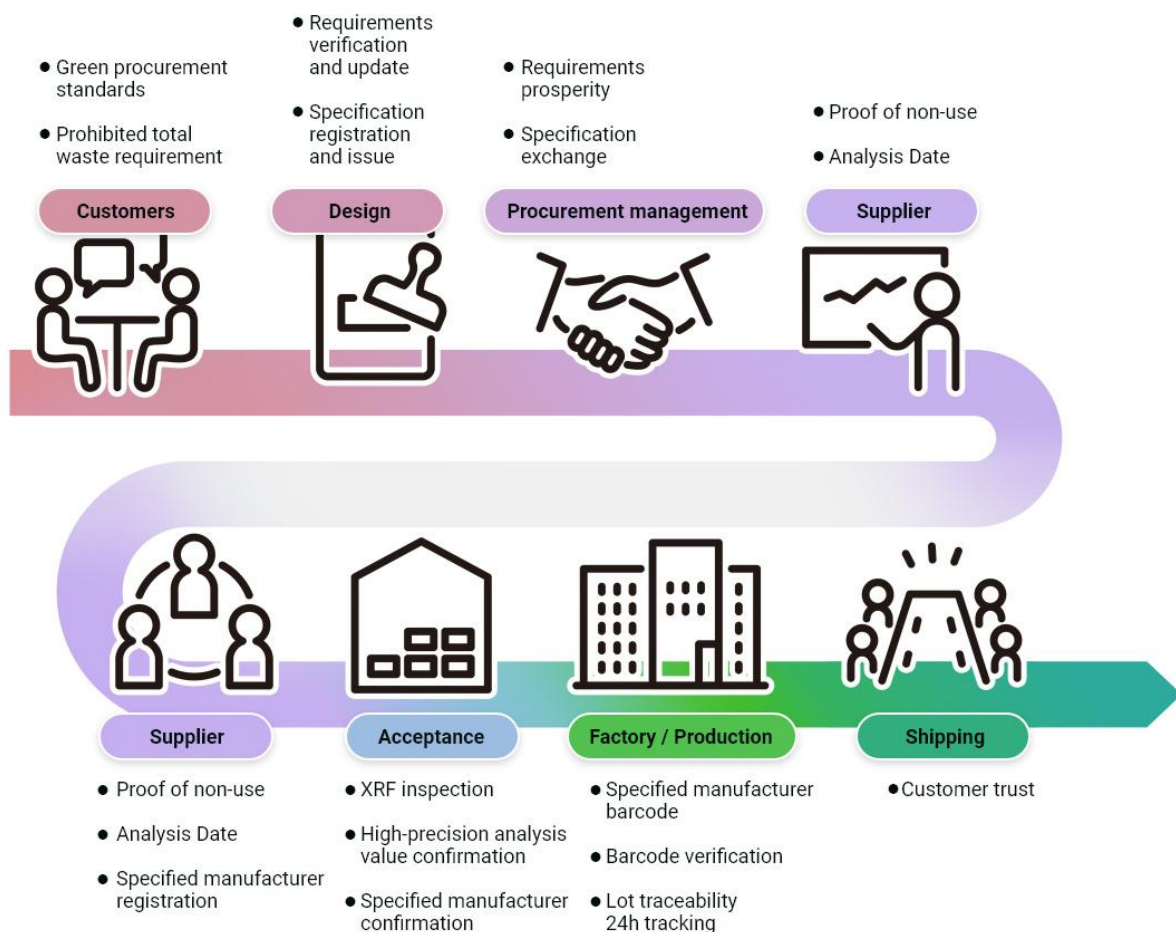 ● Green procurement
standards
● Prohibited total
waste requirement
Customers
● Requirements
verification
and update
● Specification
registration
and issue
Design
● Requirements
prosperity
● Specification
exchange
Procurement management
● Proof of non-use
● Analysis Date
Supplier
Supplier
● Proof of non-use
● Analysis Date
● Specified manufacturer
registration
Acceptance
● XRF inspection
● High-precision analysis
value confirmation
● Specified manufacturer
confirmation
Factory / Production
● Specified manufacturer
barcode
● Barcode verification
● Lot traceability
24h tracking
Shipping
● Customer trust